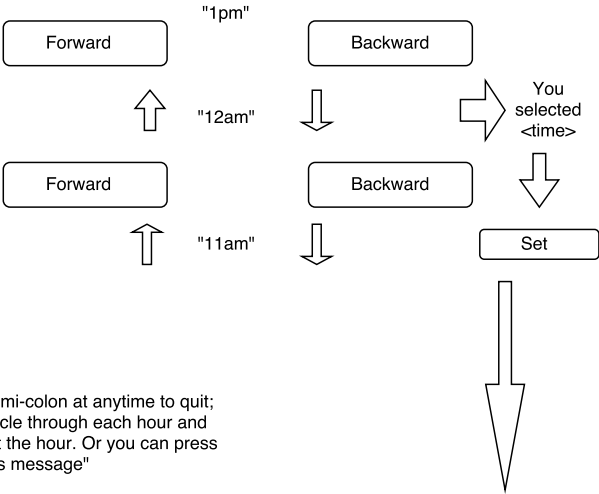 "1pm"
Forward
Backward
"12am"
You
selected
<time>
Forward
Backward
"11am"
Set
mi-colon at anytime to quit;
cle through each hour and
the hour. Or you can press
s message"